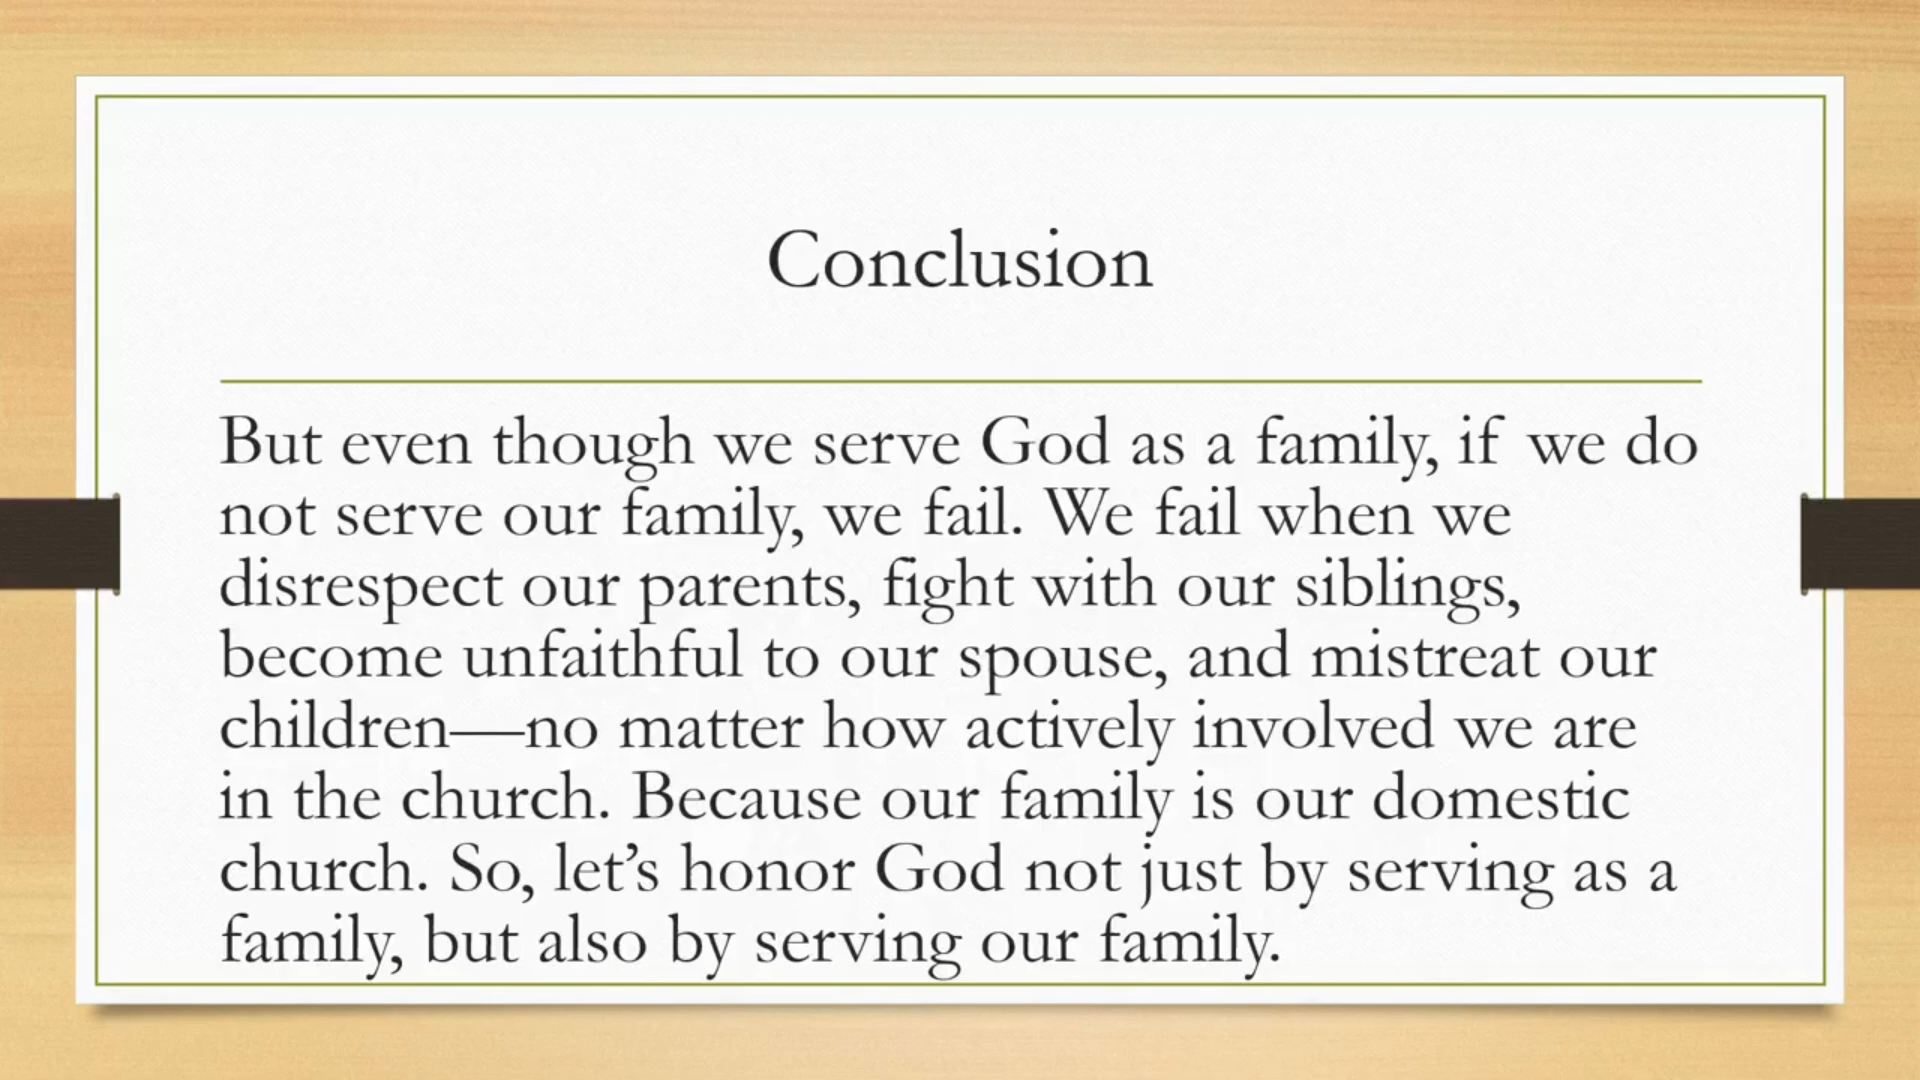 Conclusion
But even though we serve God as a family, if we do
not serve our family, we fail. We fail when we
disrespect our parents, fight with our siblings,
become unfaithful to our spouse, and mistreat our
children—no matter how actively involved we are
in the church. Because our family is our domestic
church. So, let’s honor God not just by serving as a
family, but also by serving our family.